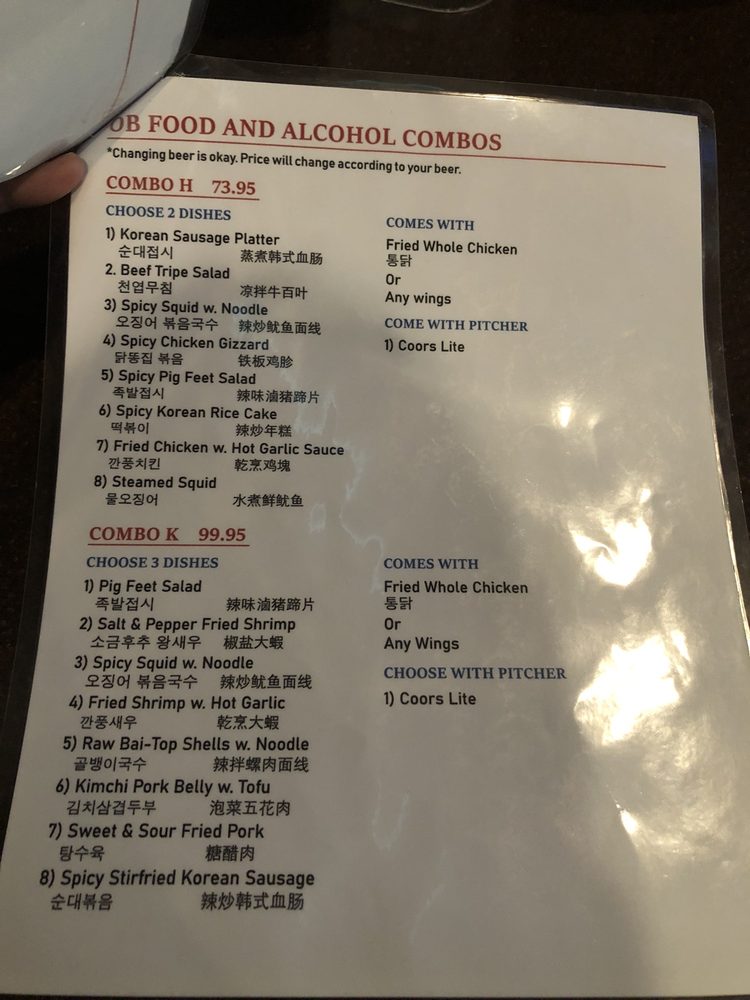 OB FOOD AND ALCOHOL COMBOS
*Changing beer is okay. Price will change according to your beer.
COMBO H 73.95
CHOOSE 2 DISHES
1) Korean Sausage Platter
순대접시 蒸煮韩式血肠
2. Beef Tripe Salad
천엽무침 凉拌牛百叶
3) Spicy Squid w. Noodle
오징어 볶음국수 辣炒鱿鱼面线
4) Spicy Chicken Gizzard
닭똥집 볶음 铁板鸡胗
5) Spicy Pig Feet Salad
족발접시 辣味滷猪蹄片
6) Spicy Korean Rice Cake
떡볶이 辣炒年糕
7) Fried Chicken w. Hot Garlic Sauce
깐풍치킨 乾烹鸡塊
8) Steamed Squid
물오징어 水煮鲜鱿鱼
COMES WITH
Fried Whole Chicken
통닭
Or
Any wings
COME WITH PITCHER
1) Coors Lite
COMBO K 99.95
CHOOSE 3 DISHES
1) Pig Feet Salad
족발접시 辣味滷猪蹄片
2) Salt & Pepper Fried Shrimp
소금후추 왕새우 椒盐大蝦
3) Spicy Squid w. Noodle
오징어 볶음국수 辣炒鱿鱼面线
4) Fried Shrimp w. Hot Garlic
깐풍새우 乾烹大蝦
5) Raw Bai-Top Shells w. Noodle
골뱅이국수 辣拌螺肉面线
6) Kimchi Pork Belly w. Tofu
김치삼겹두부 泡菜五花肉
7) Sweet & Sour Fried Pork
탕수육 糖醋肉
8) Spicy Stirfried Korean Sausage
순대볶음 辣炒韩式血肠
COMES WITH
Fried Whole Chicken
통닭
Or
Any Wings
CHOOSE WITH PITCHER
1) Coors Lite